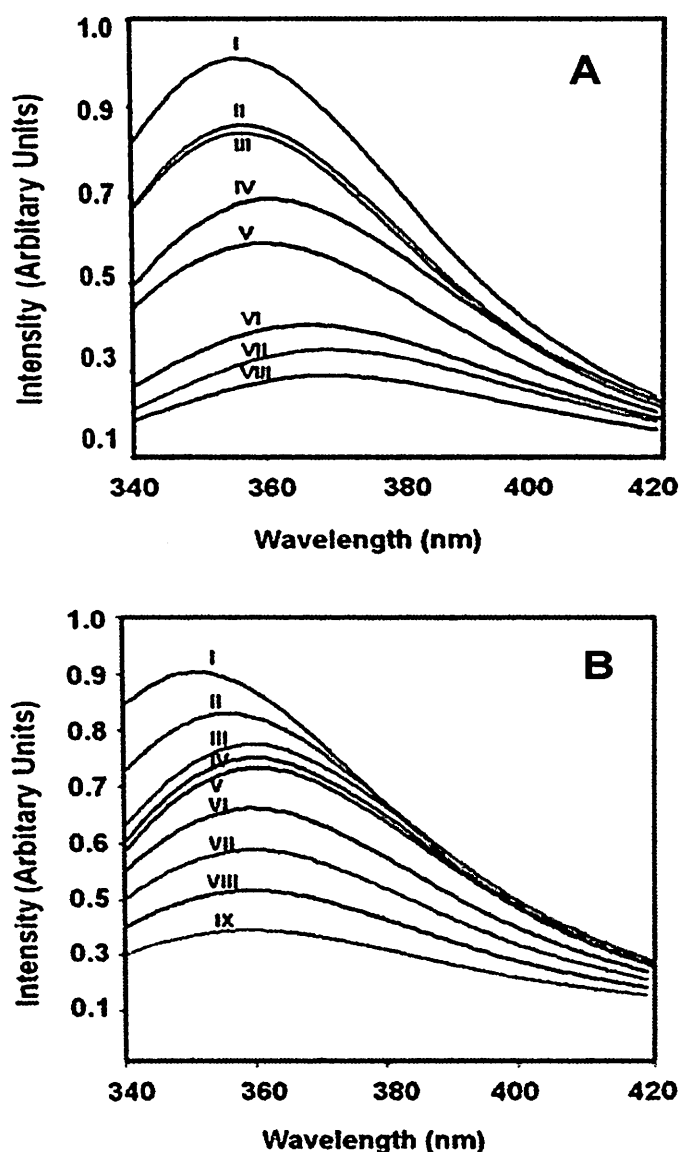 A
1.0
0.9
0.7
0.5
0.3
0.1
Intensity (Arbitary Units)
I
II
III
IV
V
VI
VII
VIII
340 360 380 400 420
Wavelength (nm)
B
1.0
0.9
0.8
0.7
0.6
0.5
0.3
0.1
Intensity (Arbitary Units)
I
II
III
IV
V
VI
VII
VIII
IX
340 360 380 400 420
Wavelength (nm)